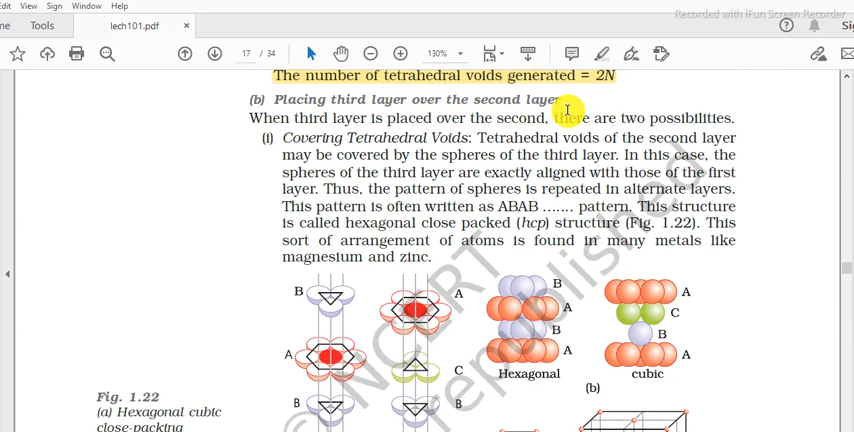 Edit View Sign Window Help
Recorded with iFun Screen Recorder
Tools lech101.pdf ×
17 / 34 130%
The number of tetrahedral voids generated = 2N
(b) Placing third layer over the second layer
When third layer is placed over the second, there are two possibilities.
(i) Covering Tetrahedral Voids: Tetrahedral voids of the second layer
may be covered by the spheres of the third layer. In this case, the
spheres of the third layer are exactly aligned with those of the first
layer. Thus, the pattern of spheres is repeated in alternate layers.
This pattern is often written as ABAB ....... pattern. This structure
is called hexagonal close packed (hcp) structure (Fig. 1.22). This
sort of arrangement of atoms is found in many metals like
magnesium and zinc.
B A B A
A C
A B B
A C A A
Hexagonal cubic
(b)
B B
Fig. 1.22
(a) Hexagonal cubic
close-packing
© NCERT
republished